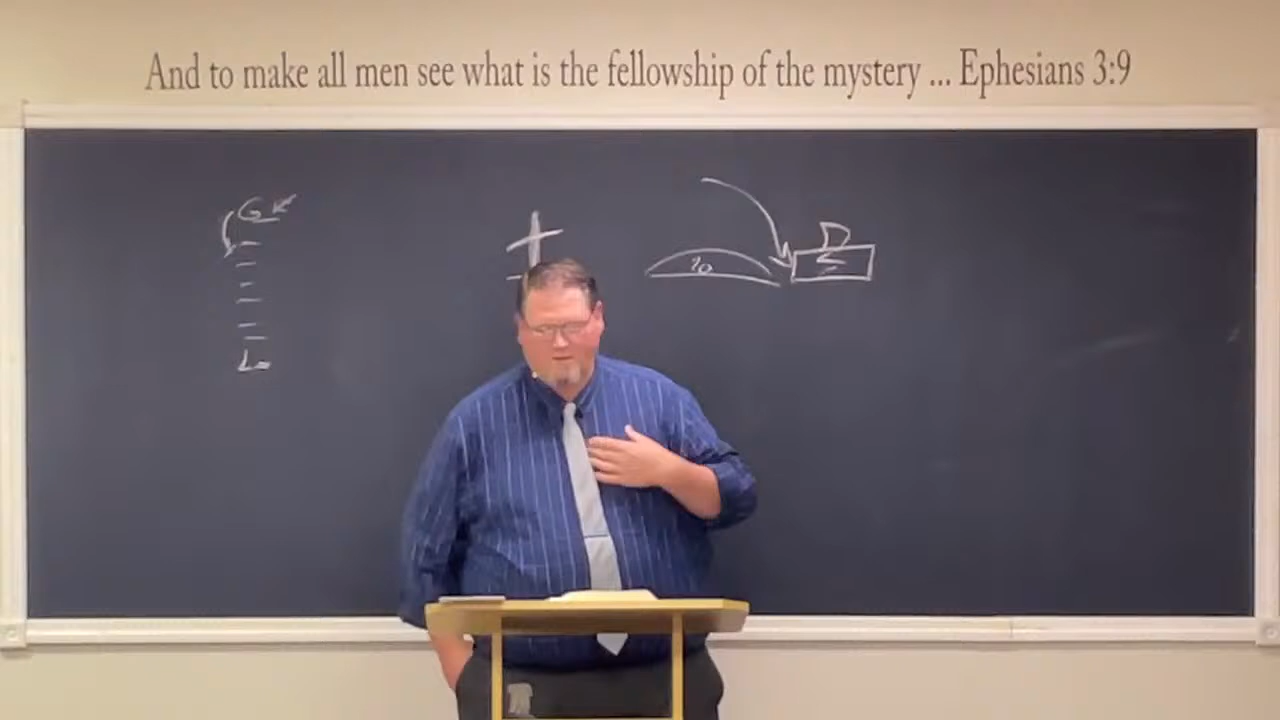 And to make all men see what is the fellowship of the mystery ... Ephesians 3:9
G